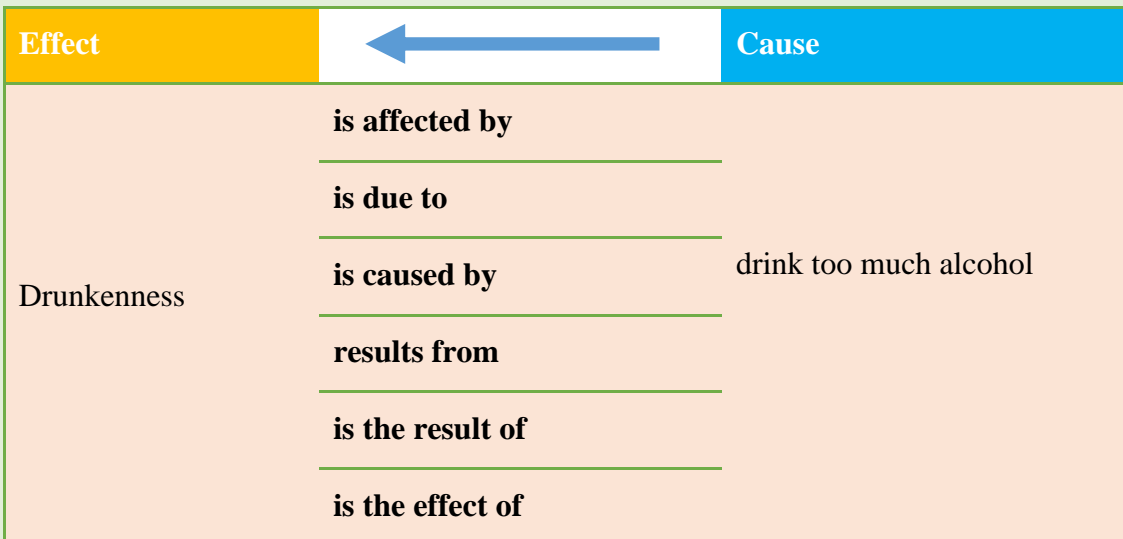 Effect
Cause
Drunkenness
is affected by
is due to
is caused by
results from
is the result of
is the effect of
drink too much alcohol